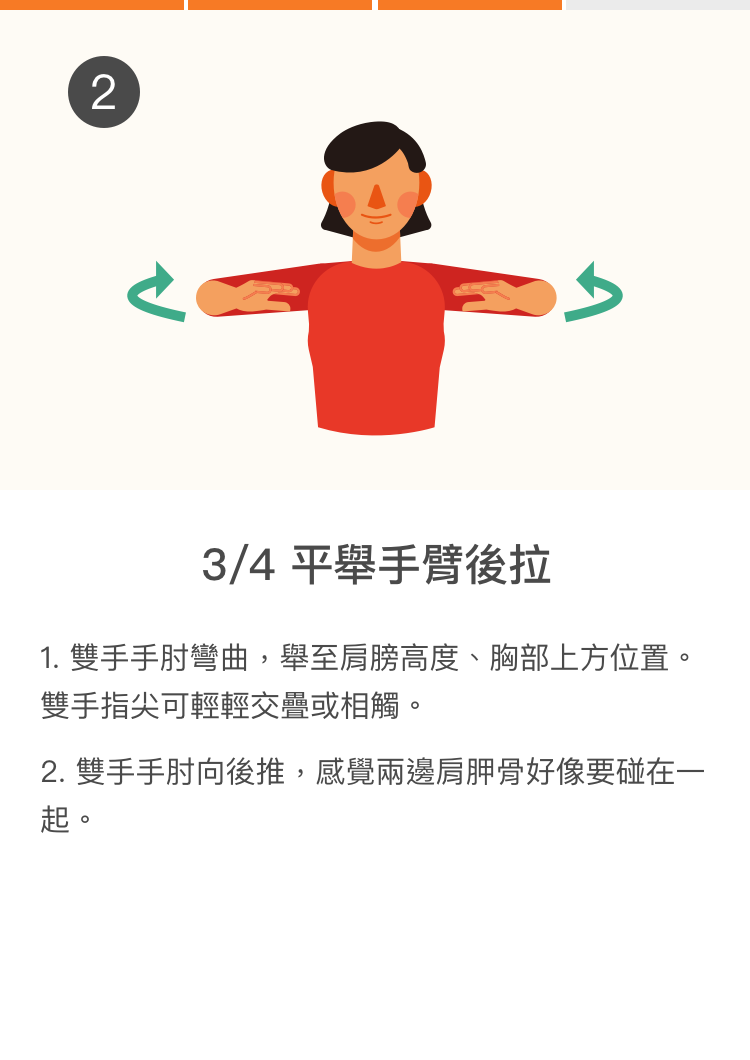 2
3/4 平舉手臂後拉
1. 雙手手肘彎曲，舉至肩膀高度、胸部上方位置。
雙手指尖可輕輕交疊或相觸。
2. 雙手手肘向後推，感覺兩邊肩胛骨好像要碰在一
起。